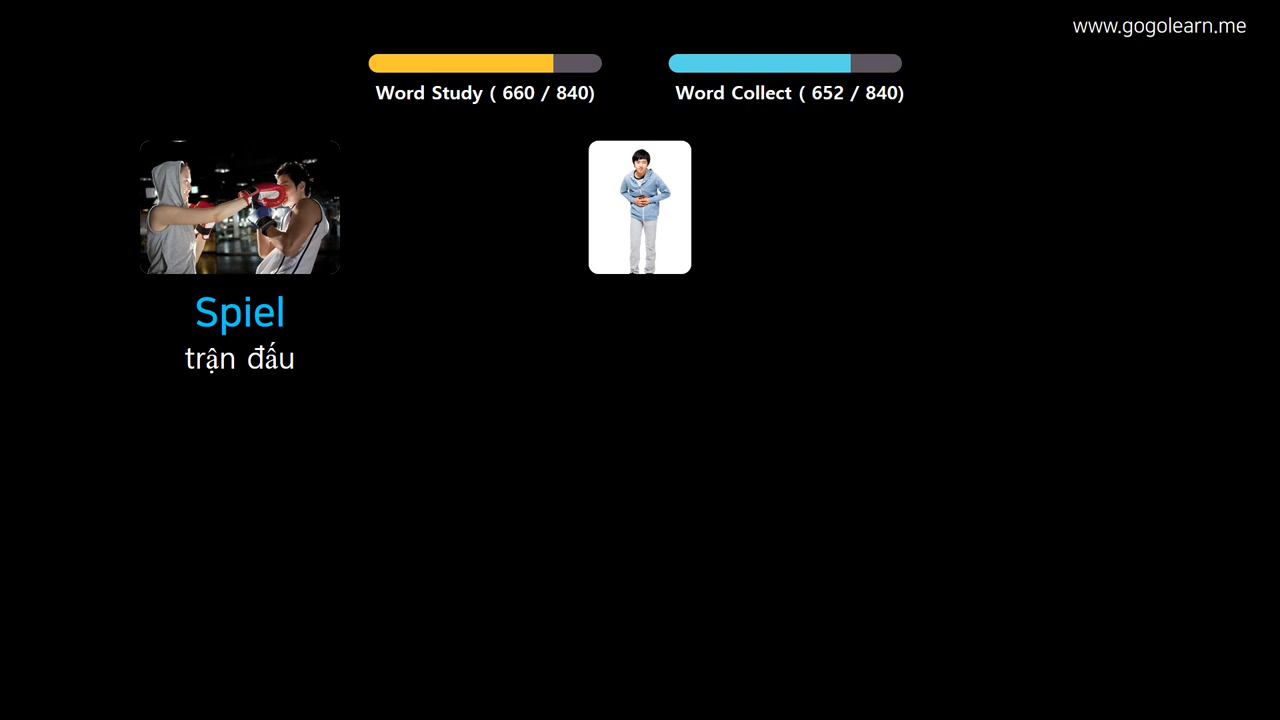 www.gogolearn.me
Word Study ( 660 / 840)
Word Collect ( 652 / 840)
Spiel
trận đấu